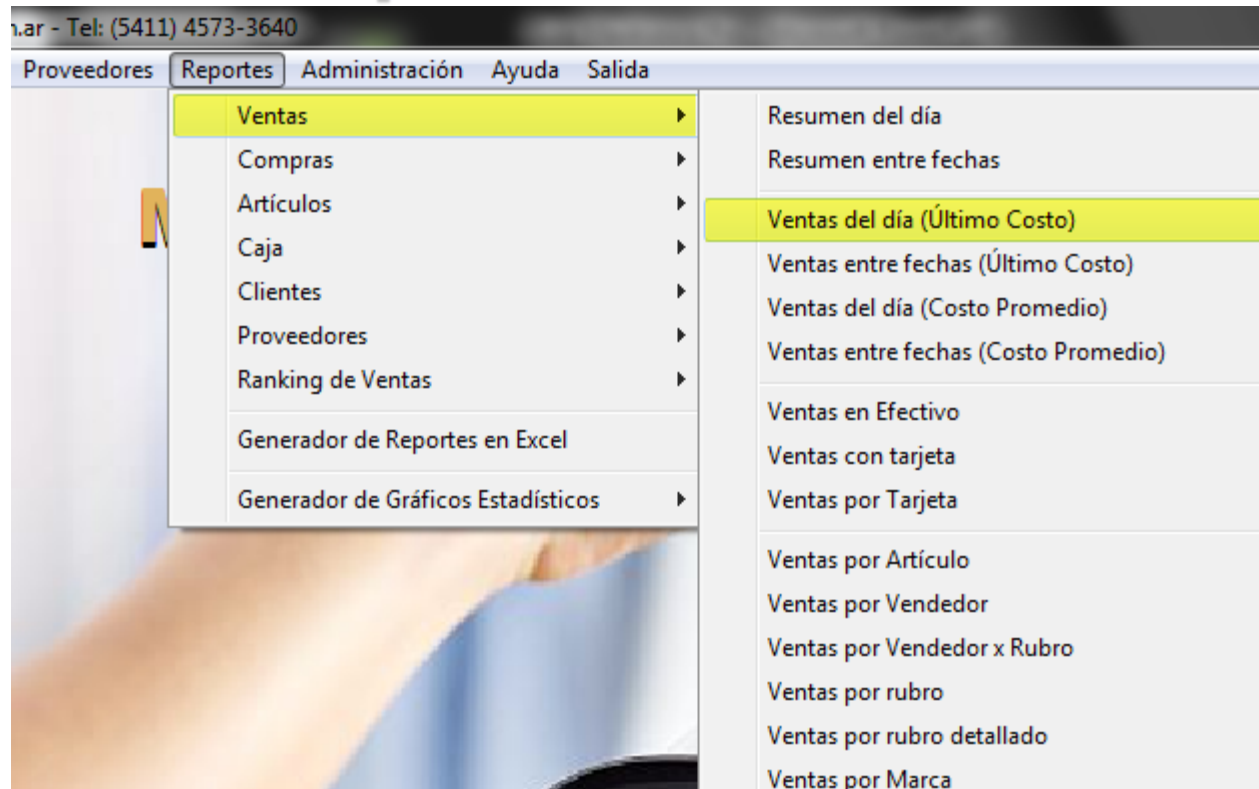 n.ar - Tel: (5411) 4573-3640
Proveedores Reportes Administración Ayuda Salida
Ventas
Compras
Artículos
Caja
Clientes
Proveedores
Ranking de Ventas
Generador de Reportes en Excel
Generador de Gráficos Estadísticos
Resumen del día
Resumen entre fechas
Ventas del día (Último Costo)
Ventas entre fechas (Último Costo)
Ventas del día (Costo Promedio)
Ventas entre fechas (Costo Promedio)
Ventas en Efectivo
Ventas con tarjeta
Ventas por Tarjeta
Ventas por Artículo
Ventas por Vendedor
Ventas por Vendedor x Rubro
Ventas por rubro
Ventas por rubro detallado
Ventas por Marca